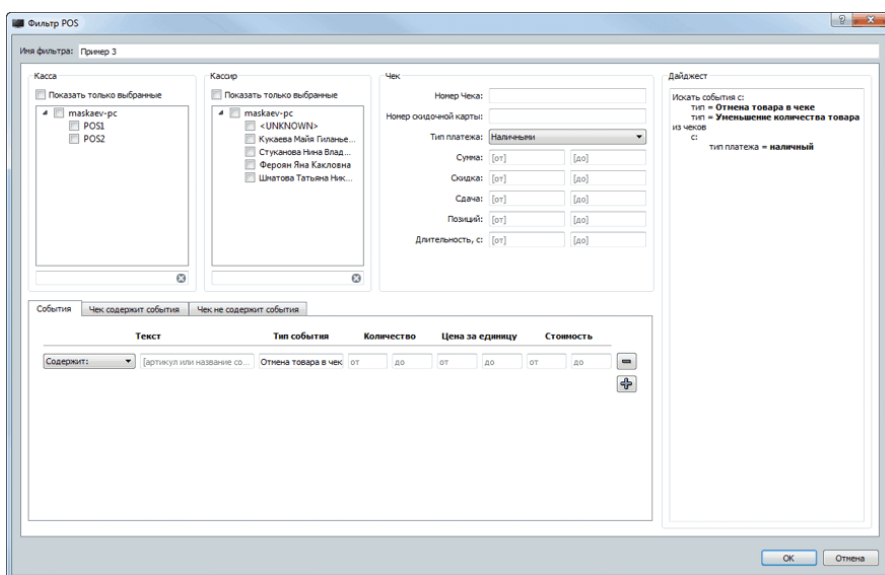 Фильтр POS
Имя фильтра: Пример 3
Касса
Показать только выбранные
maskaev-pc
POS1
POS2
Кассир
Показать только выбранные
maskaev-pc
<UNKNOWN>
Кукаева Майя Гиланье...
Стуканова Нина Влад...
Фероян Яна Какловна
Шнатова Татьяна Ник...
Чек
Номер Чека:
Номер скидочной карты:
Тип платежа: Наличными
Сумма: [от] [до]
Скидка: [от] [до]
Сдача: [от] [до]
Позиций: [от] [до]
Длительность, с: [от] [до]
Дайджест
Искать события с:
тип = Отмена товара в чеке
тип = Уменьшение количества товара
из чеков
с:
тип платежа = наличный
События Чек содержит события Чек не содержит события
Текст Тип события Количество Цена за единицу Стоимость
Содержит: [артикул или название со... Отмена товара в чек от до от до от до
OK Отмена